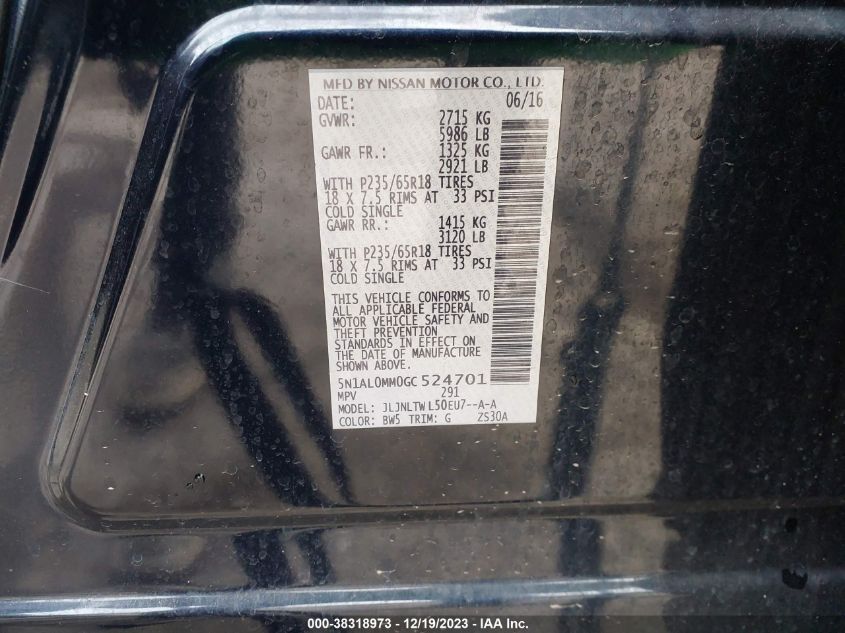 MFD BY NISSAN MOTOR CO., LTD.
DATE: 06/16
GVWR: 2715 KG
5986 LB
GAWR FR.: 1325 KG
2921 LB
WITH P235/65R18 TIRES
18 X 7.5 RIMS AT 33 PSI
COLD SINGLE
GAWR RR.: 1415 KG
3120 LB
WITH P235/65R18 TIRES
18 X 7.5 RIMS AT 33 PSI
COLD SINGLE
THIS VEHICLE CONFORMS TO
ALL APPLICABLE FEDERAL
MOTOR VEHICLE SAFETY AND
THEFT PREVENTION
STANDARDS IN EFFECT ON
THE DATE OF MANUFACTURE
SHOWN ABOVE.
5N1AL0MM0GC524701
MPV 291
MODEL: JLJNLTWL50EU7--A-A
COLOR: BW5 TRIM: G ZS30A
000-38318973 - 12/19/2023 - Copyright © IAA, Inc.